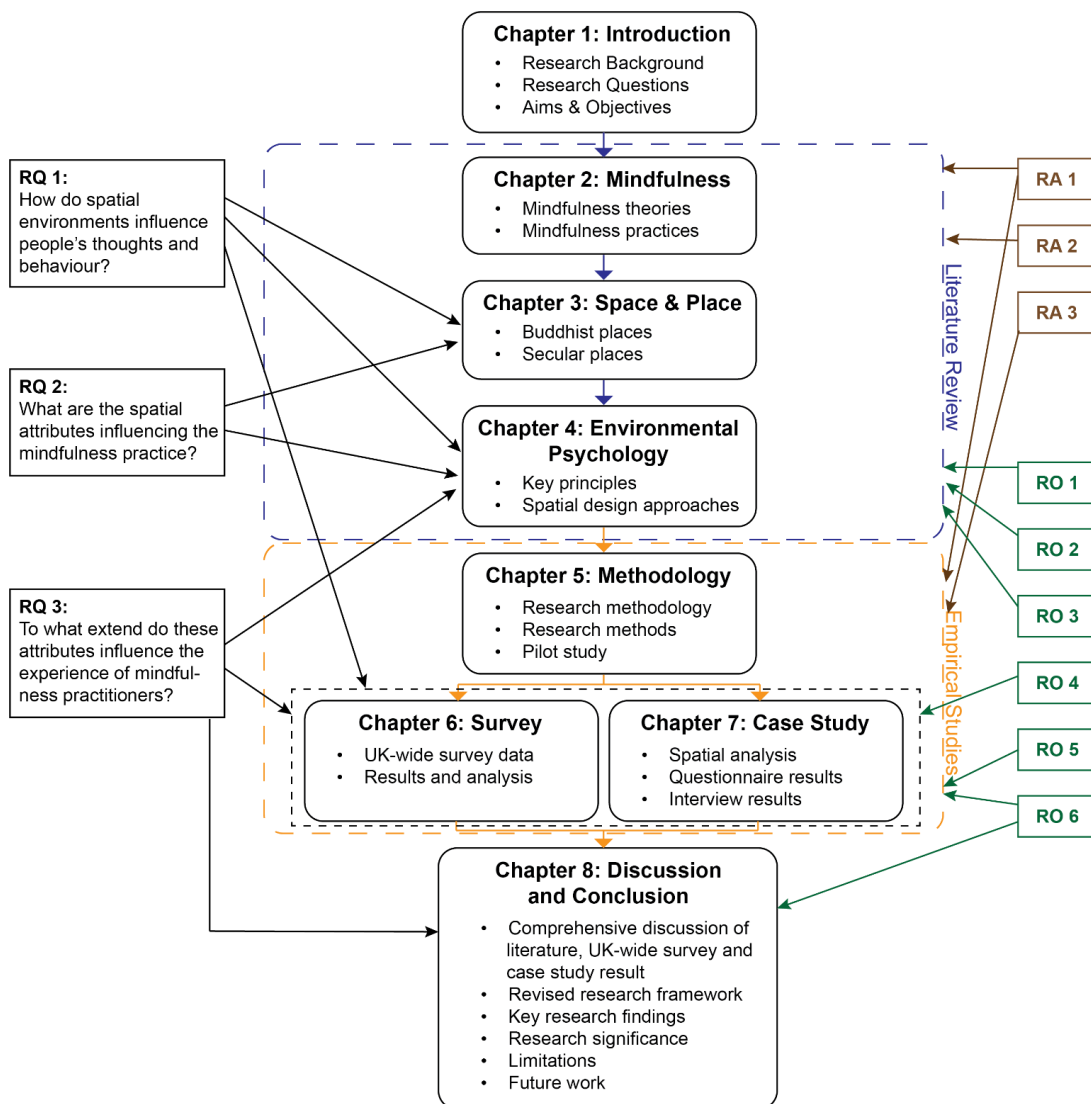 Chapter 1: Introduction
• Research Background
• Research Questions
• Aims & Objectives
RQ 1:
How do spatial
environments influence
people's thoughts and
behaviour?
Chapter 2: Mindfulness
• Mindfulness theories
• Mindfulness practices
RA 1
RA 2
RA 3
Literature Review
Chapter 3: Space & Place
• Buddhist places
• Secular places
RQ 2:
What are the spatial
attributes influencing the
mindfulness practice?
Chapter 4: Environmental
Psychology
• Key principles
• Spatial design approaches
RO 1
RO 2
RO 3
RO 4
RO 5
RO 6
Empirical Studies
Chapter 5: Methodology
• Research methodology
• Research methods
• Pilot study
RQ 3:
To what extend do these
attributes influence the
experience of mindful-
ness practitioners?
Chapter 6: Survey
• UK-wide survey data
• Results and analysis
Chapter 7: Case Study
• Spatial analysis
• Questionnaire results
• Interview results
Chapter 8: Discussion
and Conclusion
• Comprehensive discussion of
literature, UK-wide survey and
case study result
• Revised research framework
• Key research findings
• Research significance
• Limitations
• Future work